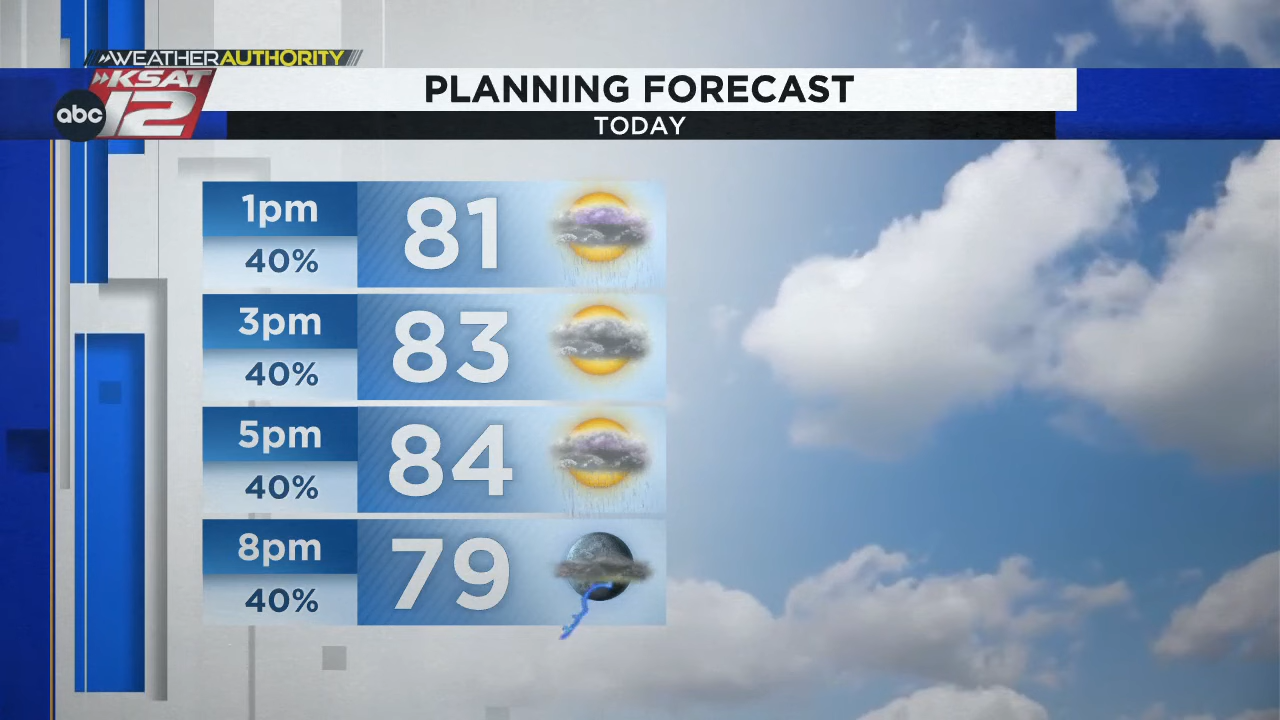 WEATHERAUTHORITY
KSAT
abc 12
PLANNING FORECAST
TODAY
1pm 81
40%
3pm 83
40%
5pm 84
40%
8pm 79
40%